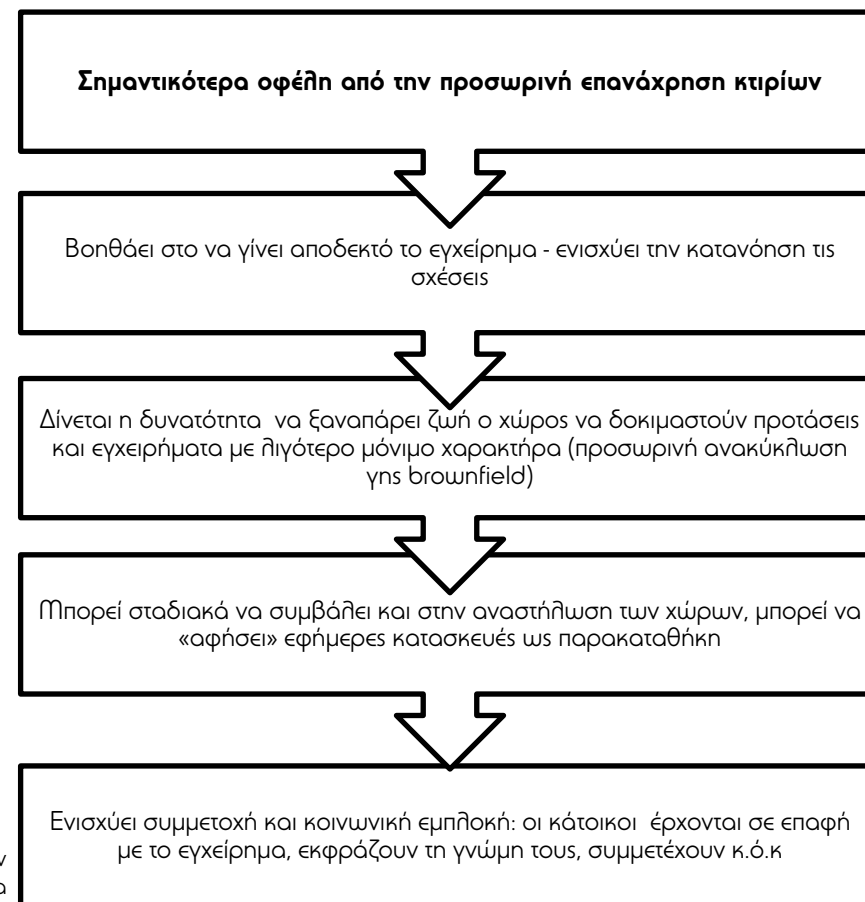 Σημαντικότερα οφέλη από την προσωρινή επανάχρηση κτιρίων
Βοηθάει στο να γίνει αποδεκτό το εγχείρημα - ενισχύει την κατανόηση τις
σχέσεις
Δίνεται η δυνατότητα να ξαναπάρει ζωή ο χώρος να δοκιμαστούν προτάσεις
και εγχειρήματα με λιγότερο μόνιμο χαρακτήρα (προσωρινή ανακύκλωση
γης brownfield)
Μπορεί σταδιακά να συμβάλει και στην αναστήλωση των χώρων, μπορεί να
«αφήσει» εφήμερες κατασκευές ως παρακαταθήκη
Ενισχύει συμμετοχή και κοινωνική εμπλοκή: οι κάτοικοι έρχονται σε επαφή
με το εγχείρημα, εκφράζουν τη γνώμη τους, συμμετέχουν κ.ό.κ